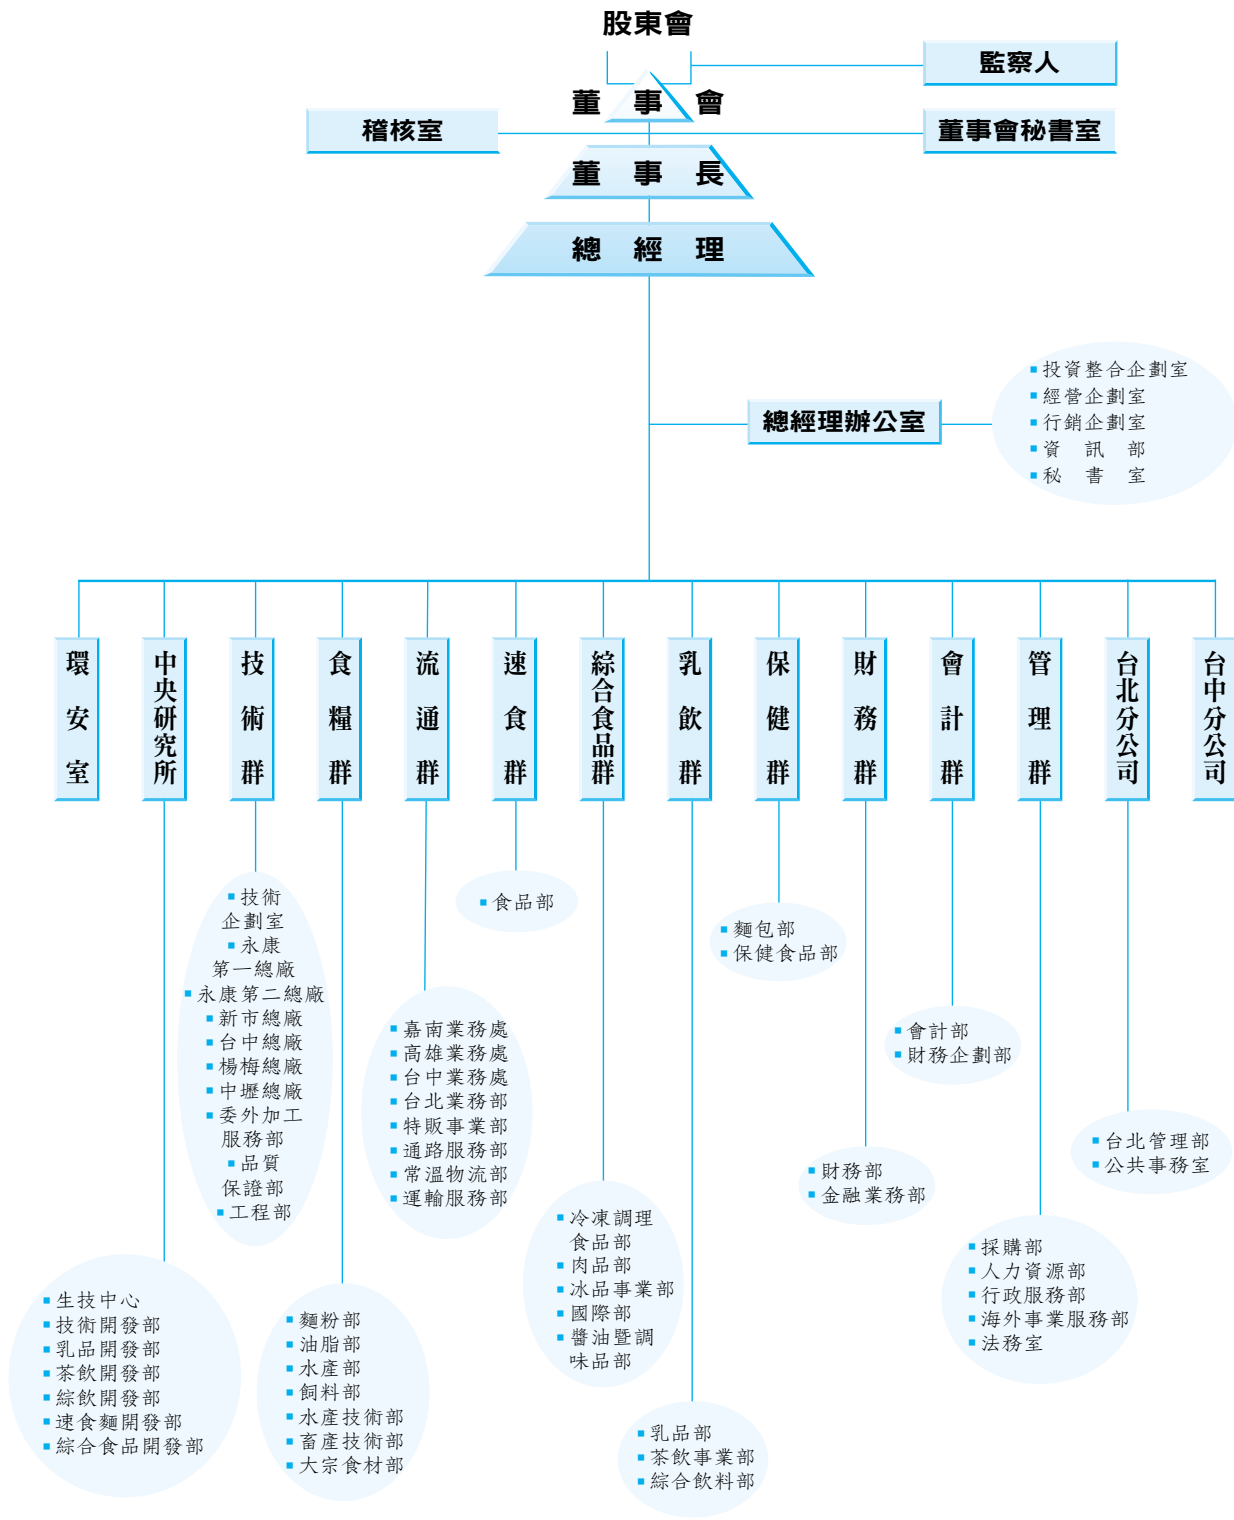 股東會
監察人
董 事 會
稽核室
董事會秘書室
董 事 長
總 經 理
總經理辦公室
■投資整合企劃室
■經營企劃室
■行銷企劃室
■資 訊 部
■秘 書 室
環安室
中央研究所
技術群
食糧群
流通群
速食群
綜合食品群
乳飲群
保健群
財務群
會計群
管理群
台北分公司
台中分公司
■生技中心
■技術開發部
■乳品開發部
■茶飲開發部
■綜飲開發部
■速食麵開發部
■綜合食品開發部
■技術
企劃室
■永康
第一總廠
■永康第二總廠
■新市總廠
■台中總廠
■楊梅總廠
■中壢總廠
■委外加工
服務部
■品質
保證部
■工程部
■麵粉部
■油脂部
■水產部
■飼料部
■水產技術部
■畜產技術部
■大宗食材部
■嘉南業務處
■高雄業務處
■台中業務處
■台北業務部
■特販事業部
■通路服務部
■常溫物流部
■運輸服務部
■食品部
■冷凍調理
食品部
■肉品部
■冰品事業部
■國際部
■醬油暨調
味品部
■乳品部
■茶飲事業部
■綜合飲料部
■麵包部
■保健食品部
■財務部
■金融業務部
■會計部
■財務企劃部
■採購部
■人力資源部
■行政服務部
■海外事業服務部
■法務室
■台北管理部
■公共事務室